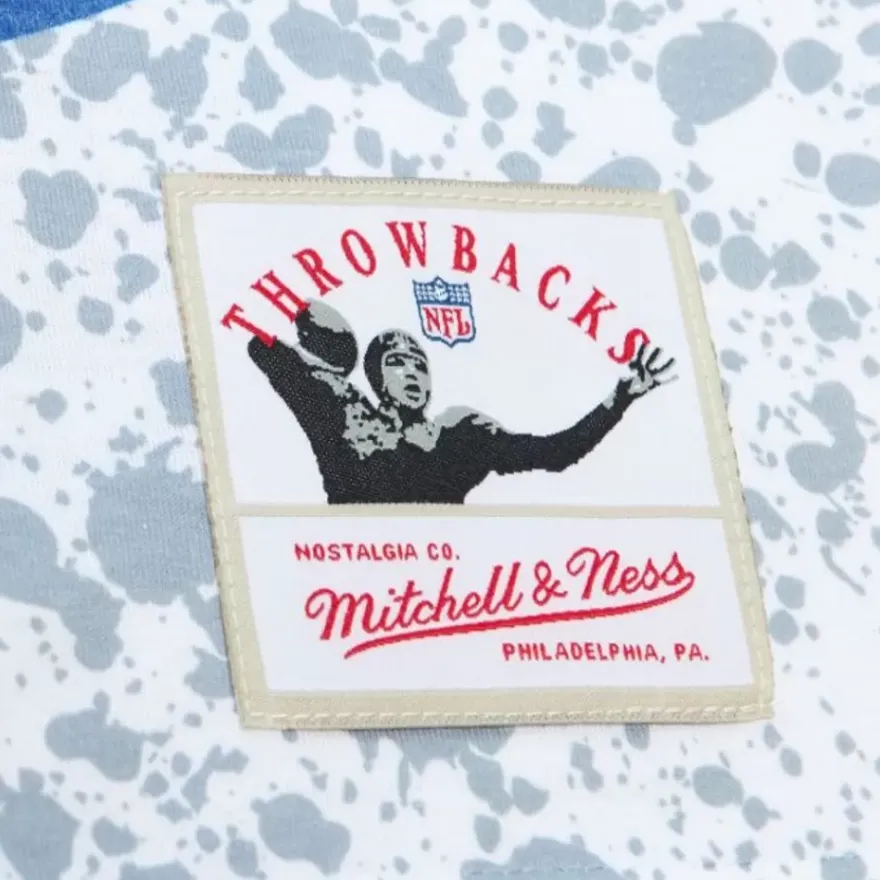 THROWBACKS
NFL
NOSTALGIA CO.
Mitchell & Ness
PHILADELPHIA, PA.